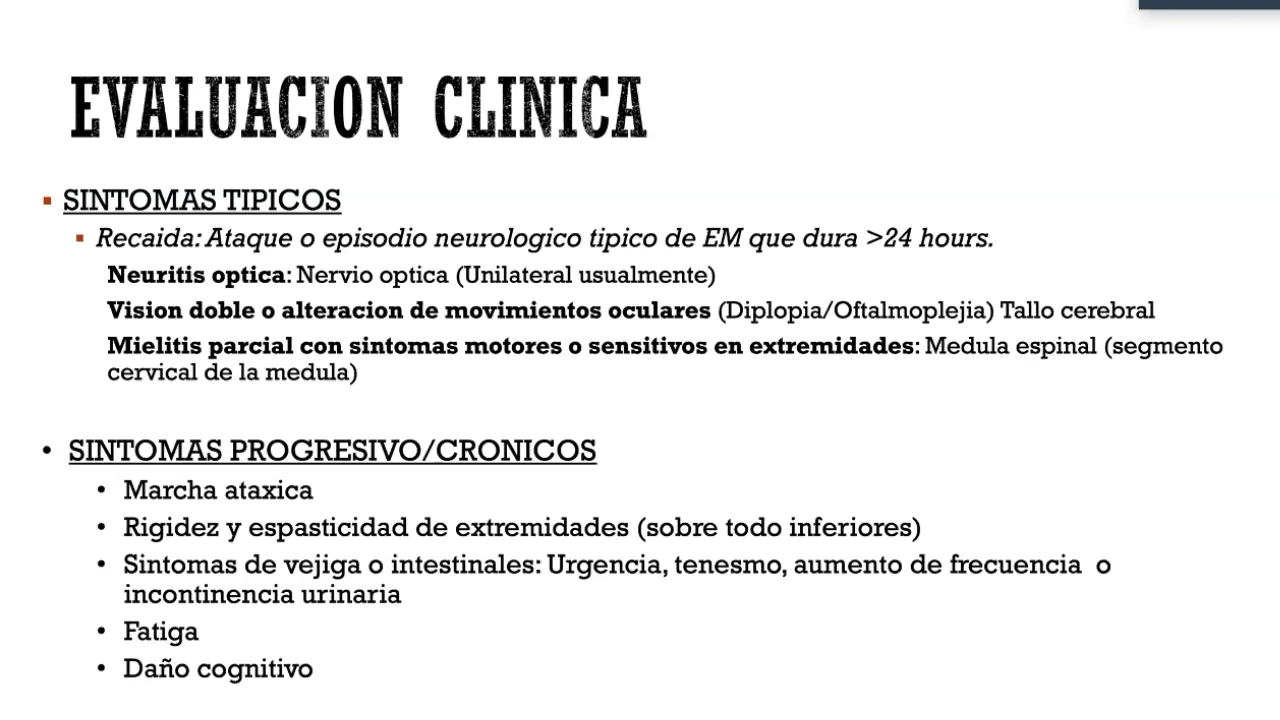 EVALUACION CLINICA
SINTOMAS TIPICOS
Recaida: Ataque o episodio neurologico tipico de EM que dura >24 hours.
Neuritis optica: Nervio optica (Unilateral usualmente)
Vision doble o alteracion de movimientos oculares (Diplopia/Oftalmoplejia) Tallo cerebral
Mielitis parcial con sintomas motores o sensitivos en extremidades: Medula espinal (segmento
cervical de la medula)
SINTOMAS PROGRESIVO/CRONICOS
Marcha ataxica
Rigidez y espasticidad de extremidades (sobre todo inferiores)
Sintomas de vejiga o intestinales: Urgencia, tenesmo, aumento de frecuencia o
incontinencia urinaria
Fatiga
Daño cognitivo